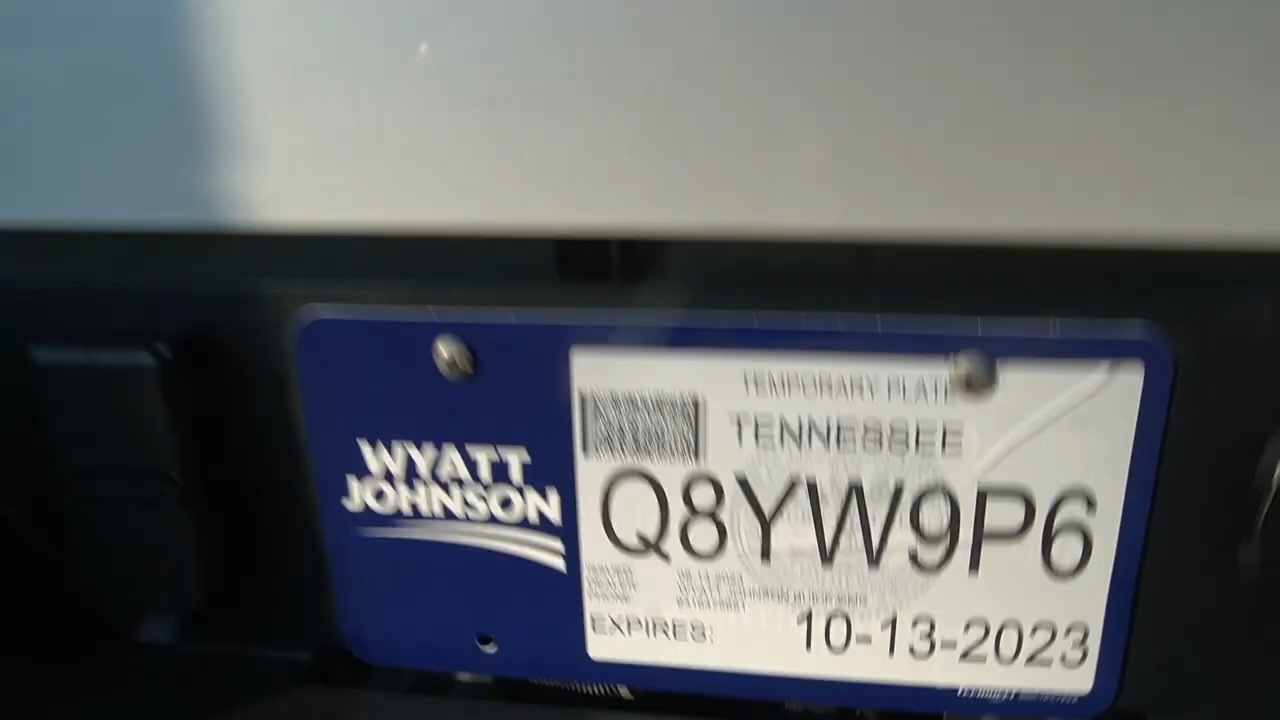 WYATT
JOHNSON
TEMPORARY PLATE
TENNESSEE
Q8YW9P6
EXPIRES:
10-13-2023